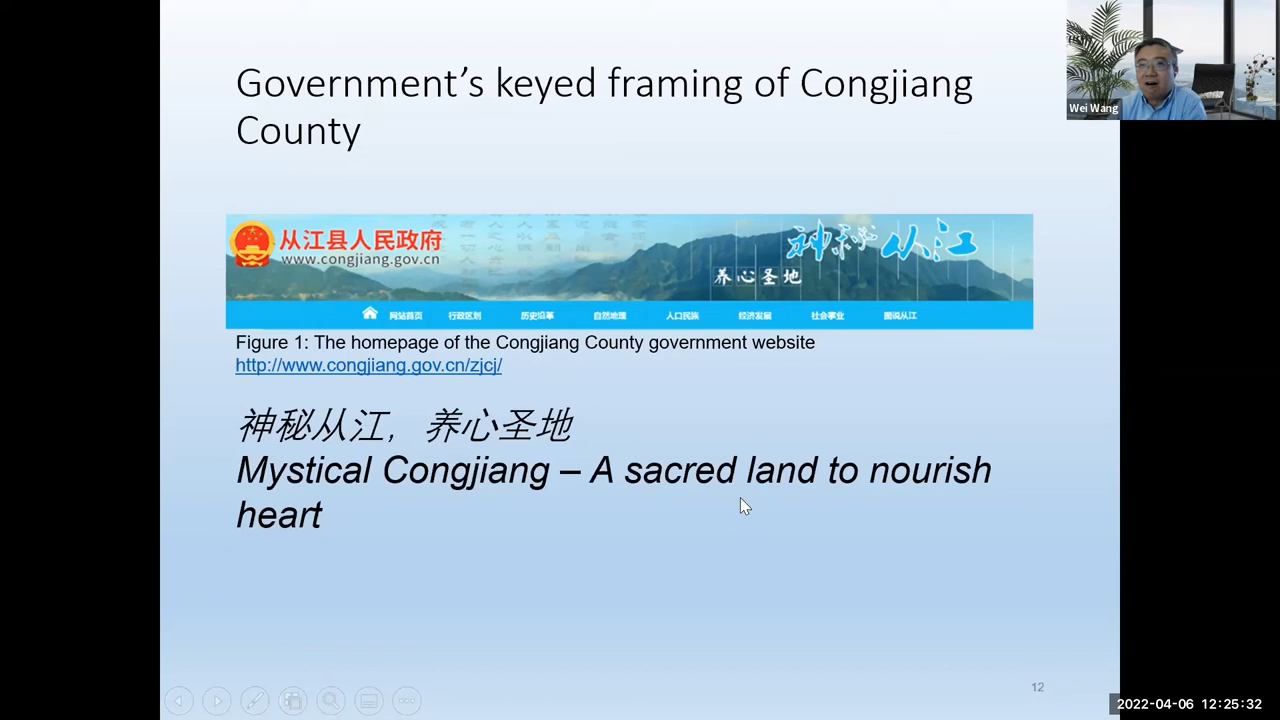 Government’s keyed framing of Congjiang
County
Wei Wang
从江县人民政府
www.congjiang.gov.cn
神秘从江
养心圣地
网站首页 行政区划 历史沿革 自然地理 人口民族 经济发展 社会事业 图说从江
Figure 1: The homepage of the Congjiang County government website
http://www.congjiang.gov.cn/zjcj/
神秘从江，养心圣地
Mystical Congjiang – A sacred land to nourish
heart
12
2022-04-06 12:25:32